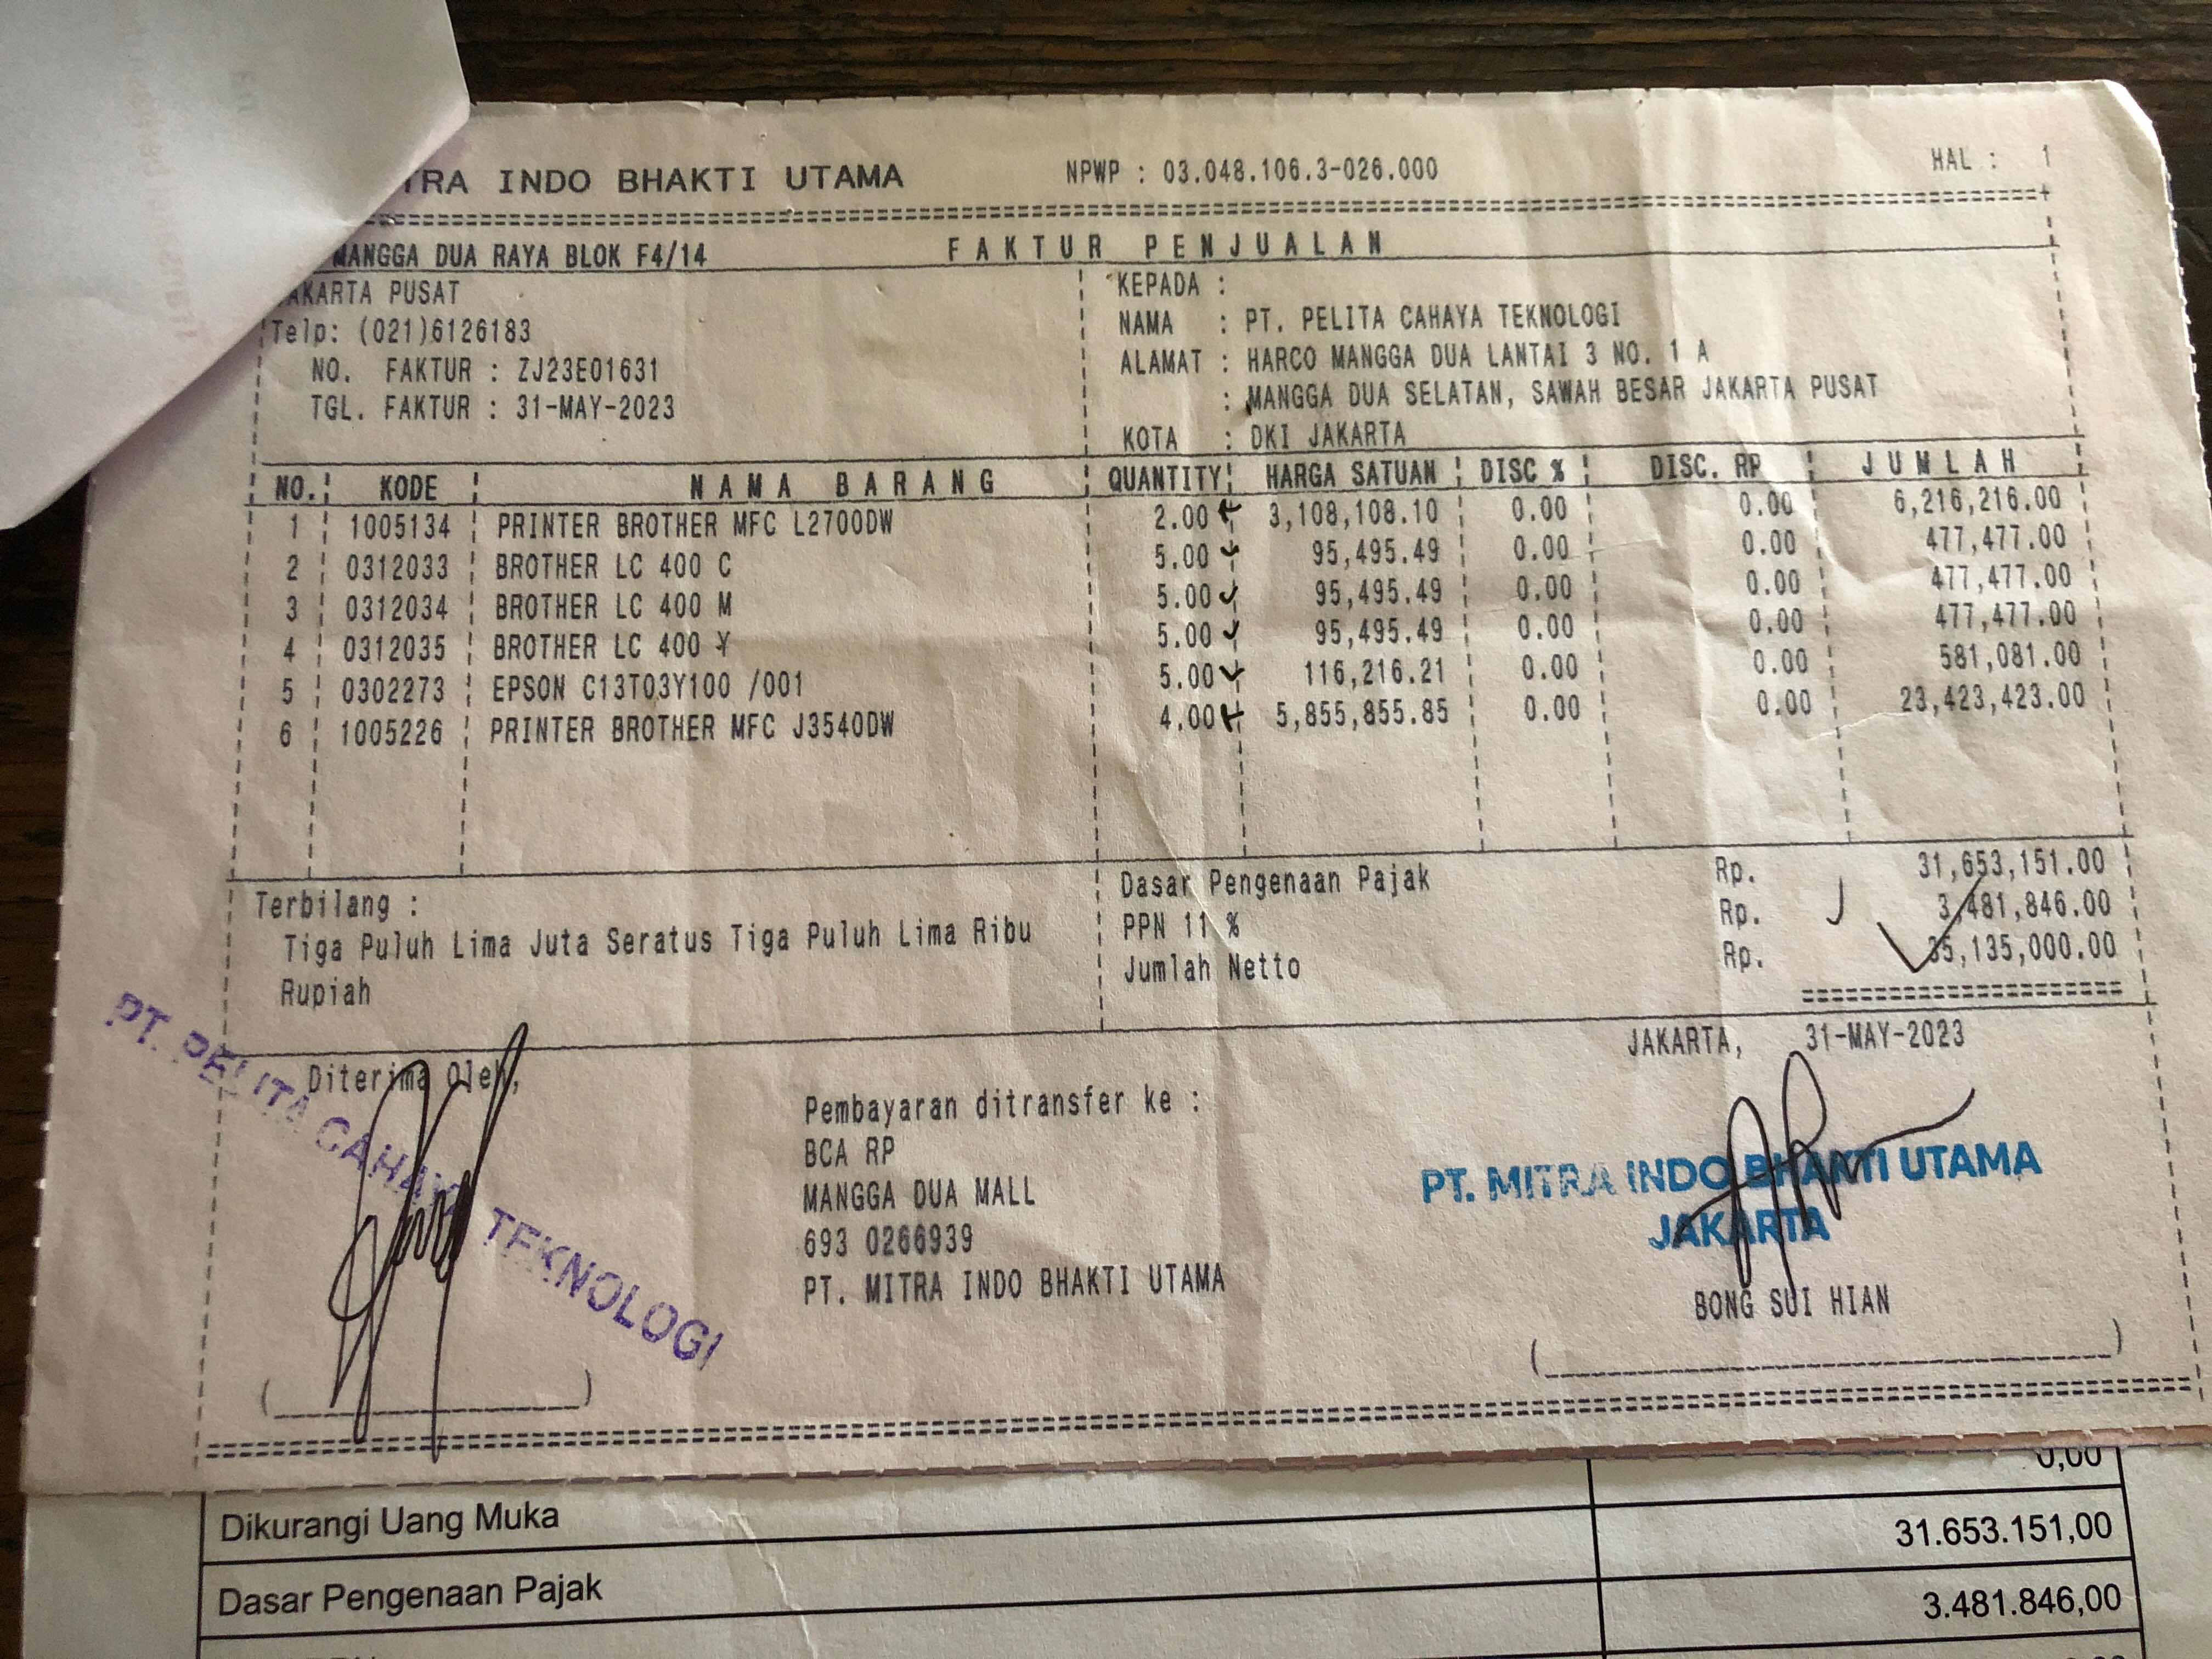 TRA INDO BHAKTI UTAMA NPWP : 03.048.106.3-026.000 HAL : 1
MANGGA DUA RAYA BLOK F4/14 FAKTUR PENJUALAN
AKARTA PUSAT KEPADA :
Telp: (021)6126183 NAMA : PT. PELITA CAHAYA TEKNOLOGI
NO. FAKTUR : ZJ23E01631 ALAMAT : HARCO MANGGA DUA LANTAI 3 NO. 1 A
TGL. FAKTUR : 31-MAY-2023 : MANGGA DUA SELATAN, SAWAH BESAR JAKARTA PUSAT
KOTA : DKI JAKARTA
NO. KODE NAMA BARANG QUANTITY HARGA SATUAN DISC % DISC. RP JUMLAH
1 1005134 PRINTER BROTHER MFC L2700DW 2.00 3,108,108.10 0.00 0.00 6,216,216.00
2 0312033 BROTHER LC 400 C 5.00 95,495.49 0.00 0.00 477,477.00
3 0312034 BROTHER LC 400 M 5.00 95,495.49 0.00 0.00 477,477.00
4 0312035 BROTHER LC 400 Y 5.00 95,495.49 0.00 0.00 477,477.00
5 0302273 EPSON C13T03Y100 /001 5.00 116,216.21 0.00 0.00 581,081.00
6 1005226 PRINTER BROTHER MFC J3540DW 4.00 5,855,855.85 0.00 0.00 23,423,423.00
Terbilang : Dasar Pengenaan Pajak Rp. 31,653,151.00
Tiga Puluh Lima Juta Seratus Tiga Puluh Lima Ribu PPN 11 % Rp. 3,481,846.00
Rupiah Jumlah Netto Rp. 35,135,000.00
JAKARTA, 31-MAY-2023
Diterima Oleh,
PT. PELITA CAHAYA TEKNOLOGI
Pembayaran ditransfer ke :
BCA RP
MANGGA DUA MALL
693 0266939
PT. MITRA INDO BHAKTI UTAMA
PT. MITRA INDO BHAKTI UTAMA
JAKARTA
BONG SUI HIAN
0,00
Dikurangi Uang Muka 31.653.151,00
Dasar Pengenaan Pajak 3.481.846,00